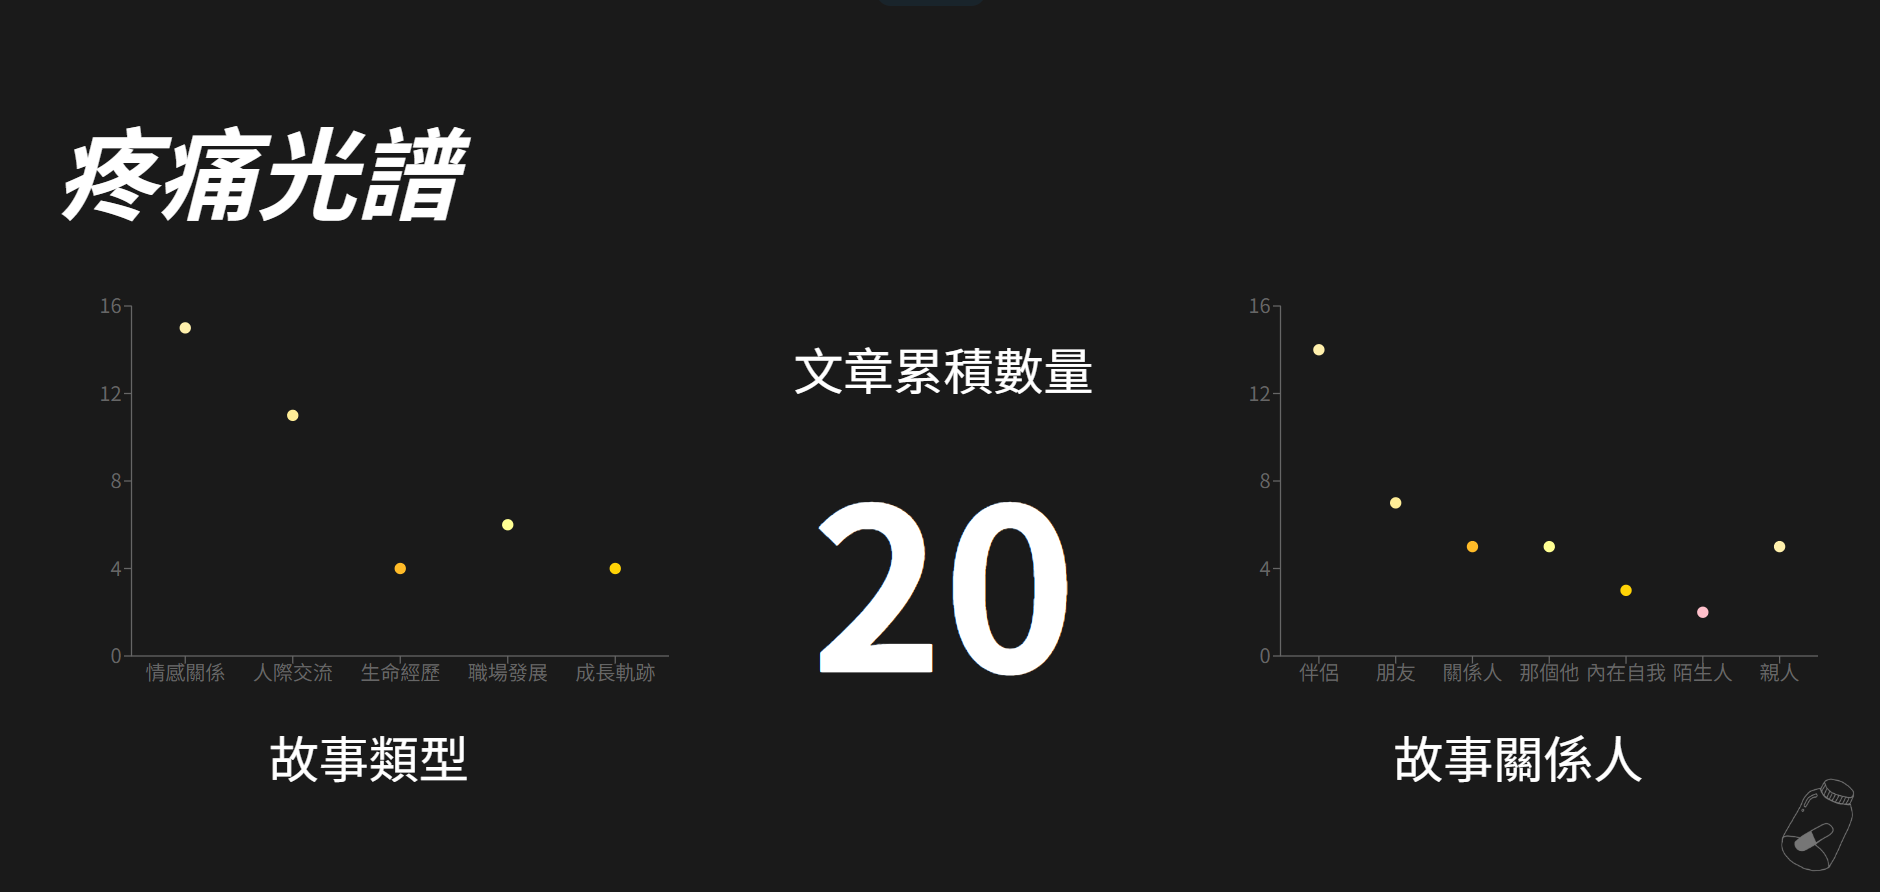 疼痛光譜
16
12
8
4
0
情感關係 人際交流 生命經歷 職場發展 成長軌跡
故事類型
文章累積數量
20
16
12
8
4
0
伴侶 朋友 關係人 那個他 內在自我 陌生人 親人
故事關係人